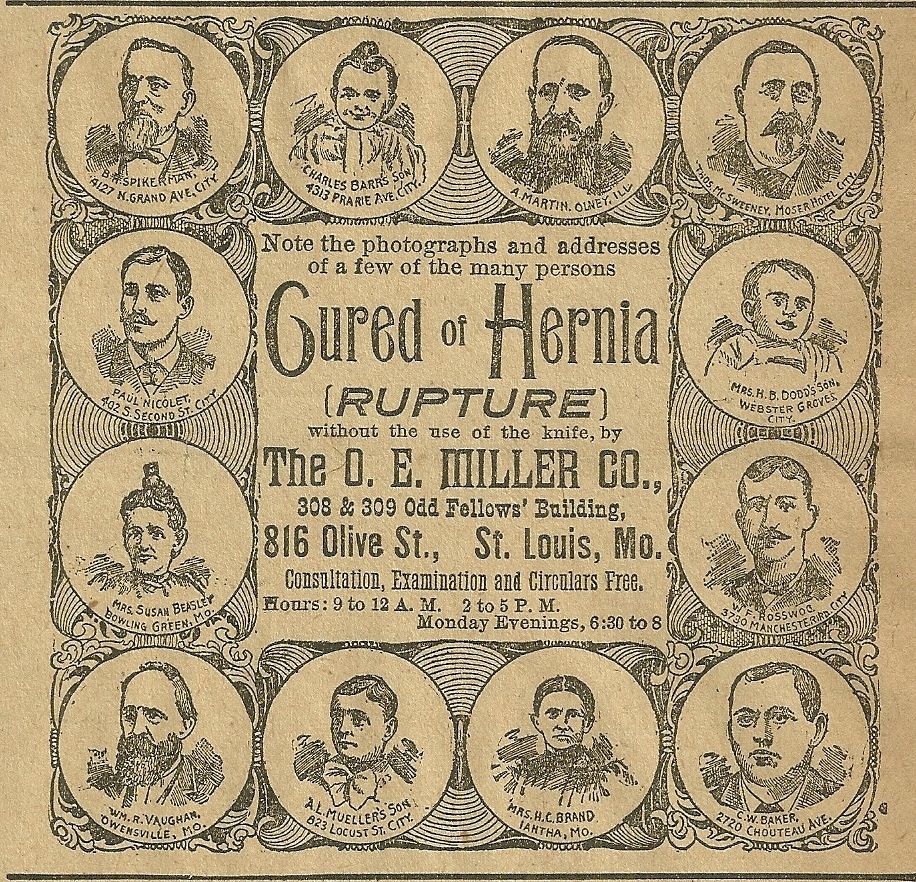 B.H. SPIKERMAN,
4127 N. GRAND AVE. CITY.
CHARLES BARR'S SON
4313 PRARIE AVE. CITY.
A. MARTIN. OLNEY, ILL
MCSWEENEY, MOSER HOTEL CITY.
Note the photographs and addresses
of a few of the many persons
Cured of Hernia
(RUPTURE)
without the use of the knife, by
The O. E. MILLER CO.,
308 & 309 Odd Fellows' Building,
816 Olive St., St. Louis, Mo.
Consultation, Examination and Circulars Free.
Hours: 9 to 12 A. M. 2 to 5 P. M.
Monday Evenings, 6:30 to 8
PAUL NICOLET,
402 S. SECOND ST. CITY
MRS. H. B. DODD'S SON,
WEBSTER GROVES
CITY.
MRS. SUSAN BEASLEY
BOWLING GREEN, MO.
W. F. ROSSWOG
3730 MANCHESTER RD. CITY
WM. R. VAUGHAN,
OWENSVILLE, MO.
A. L. MUELLER'S SON
823 LOCUST ST. CITY.
MRS. H. C. BRAND
IANTHA, MO.
C. W. BAKER,
2720 CHOUTEAU AVE.